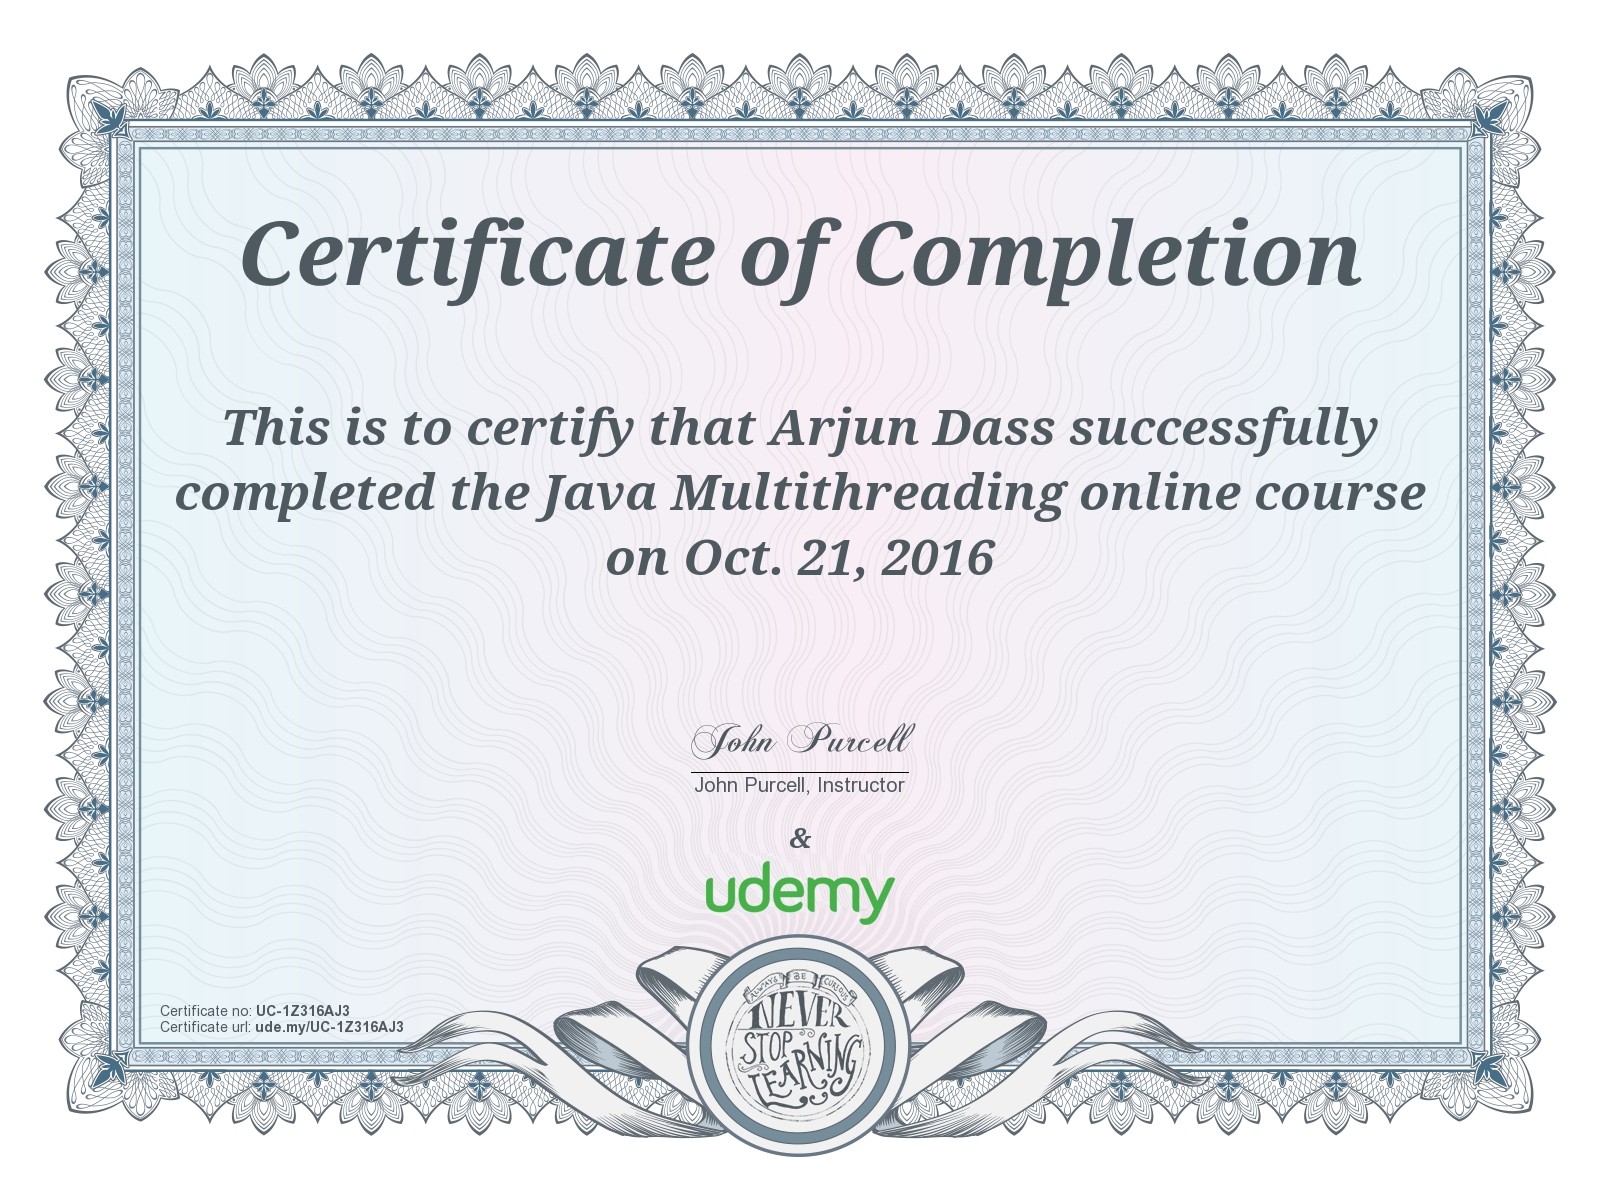 Certificate of Completion
This is to certify that Arjun Dass successfully
completed the Java Multithreading online course
on Oct. 21, 2016
John Purcell
John Purcell, Instructor
&
udemy
Certificate no: UC-1Z316AJ3
Certificate url: ude.my/UC-1Z316AJ3
ALWAYS BE CURIOUS
NEVER
STOP
LEARNING